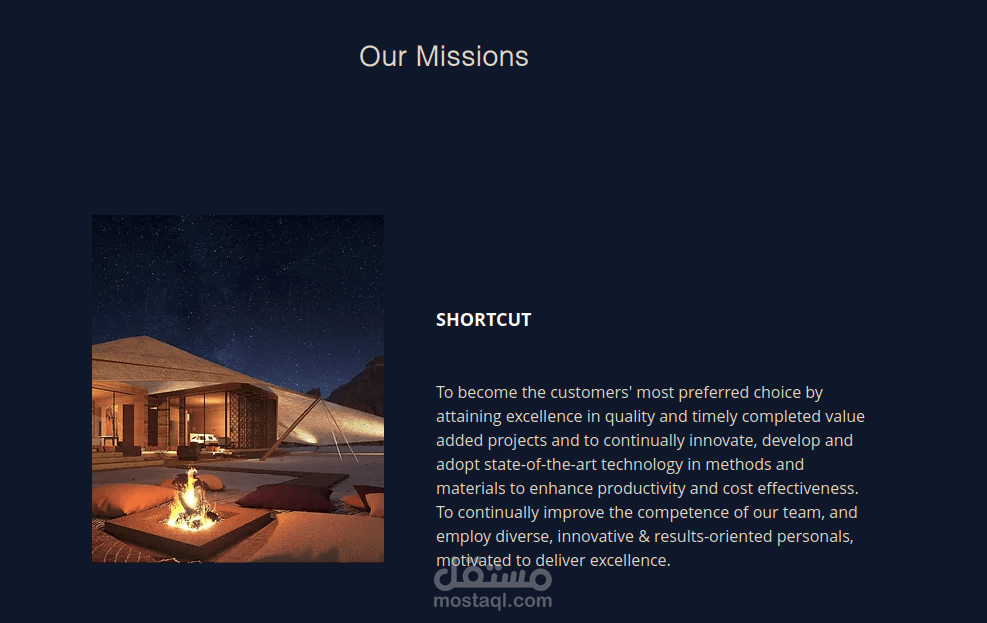 Our Missions
SHORTCUT
To become the customers' most preferred choice by
attaining excellence in quality and timely completed value
added projects and to continually innovate, develop and
adopt state-of-the-art technology in methods and
materials to enhance productivity and cost effectiveness.
To continually improve the competence of our team, and
employ diverse, innovative & results-oriented personals,
motivated to deliver excellence.
مستقل
mostaql.com